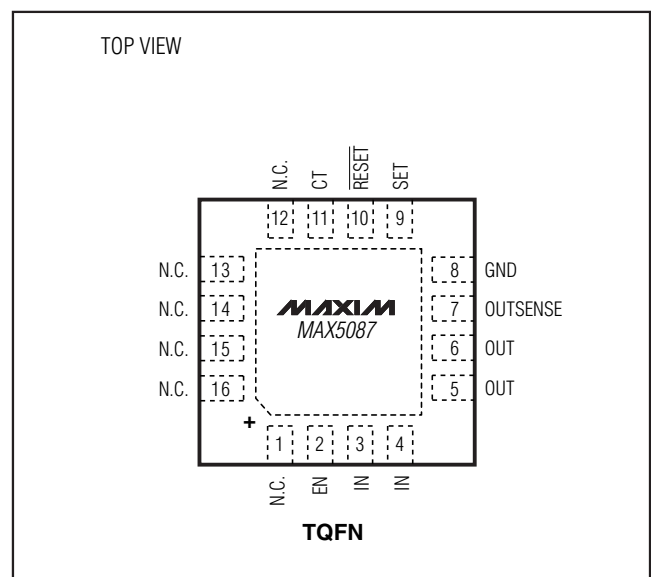 TOP VIEW
N.C.
CT
RESET
SET
12
11
10
9
N.C. 13
8 GND
N.C. 14
7 OUTSENSE
MAXIM
MAX5087
N.C. 15
6 OUT
N.C. 16
5 OUT
+
1
2
3
4
N.C.
EN
IN
IN
TQFN